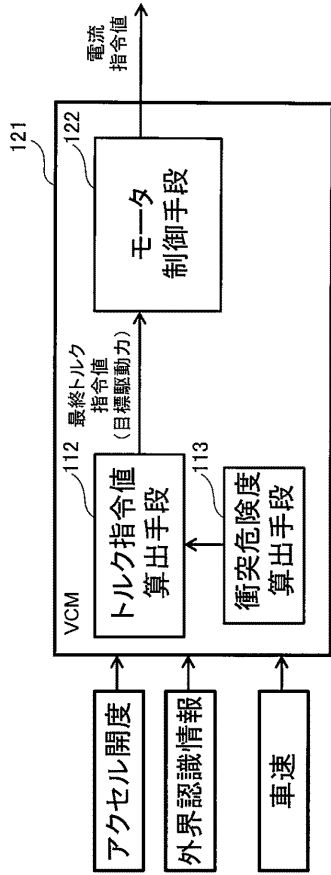 アクセル開度
外界認識情報
車速
VCM
121
112
トルク指令値
算出手段
113
衝突危険度
算出手段
最終トルク
指令値
(目標駆動力)
122
モータ
制御手段
電流
指令値